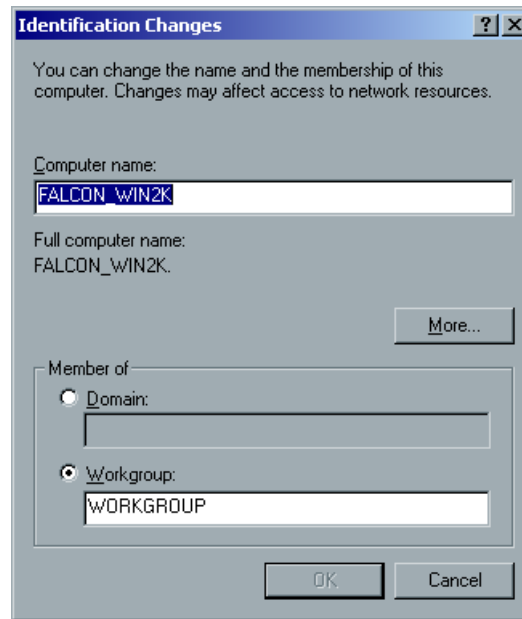 Identification Changes
You can change the name and the membership of this
computer. Changes may affect access to network resources.
Computer name:
FALCON_WIN2K
Full computer name:
FALCON_WIN2K.
More...
Member of
Domain:
Workgroup:
WORKGROUP
OK
Cancel